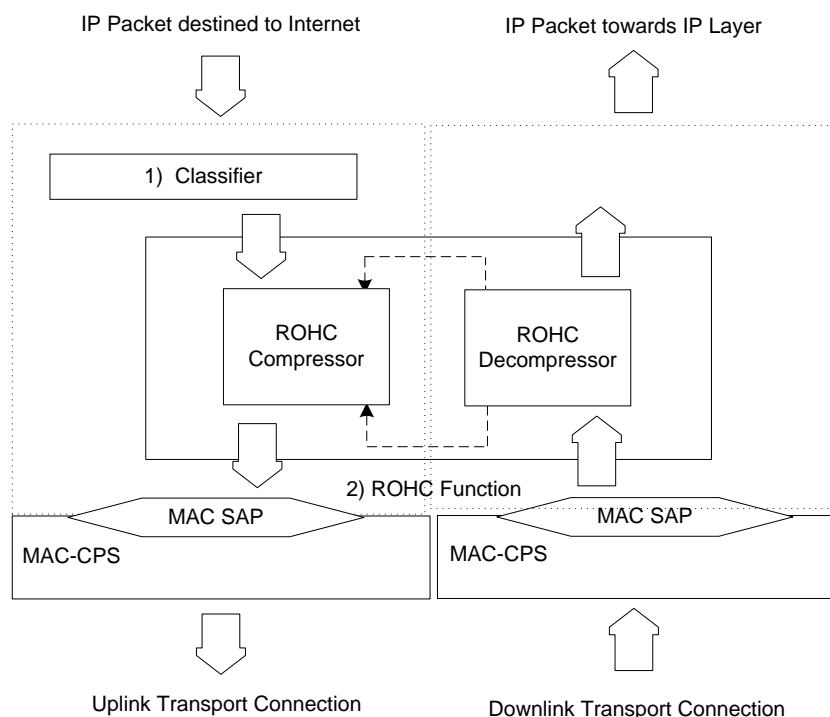 IP Packet destined to Internet
IP Packet towards IP Layer
1) Classifier
ROHC
Compressor
ROHC
Decompressor
2) ROHC Function
MAC SAP
MAC SAP
MAC-CPS
MAC-CPS
Uplink Transport Connection
Downlink Transport Connection